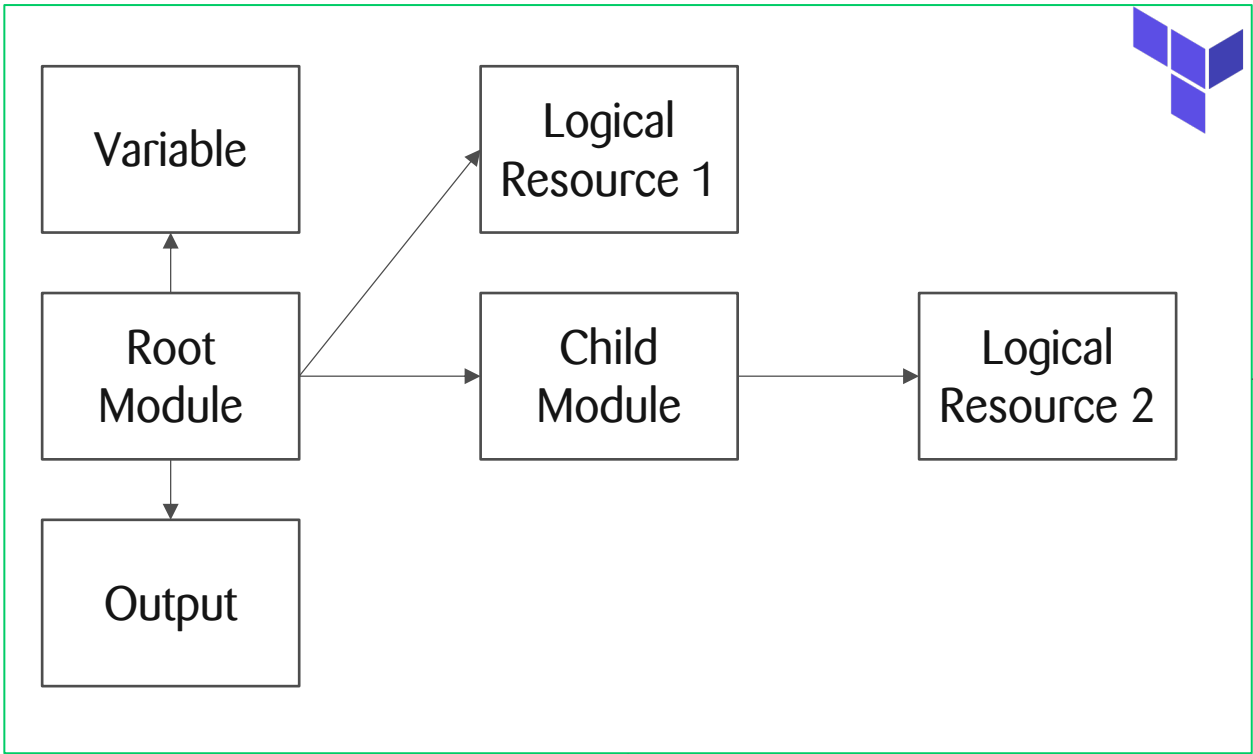 Variable
Logical
Resource 1
Root
Module
Child
Module
Logical
Resource 2
Output